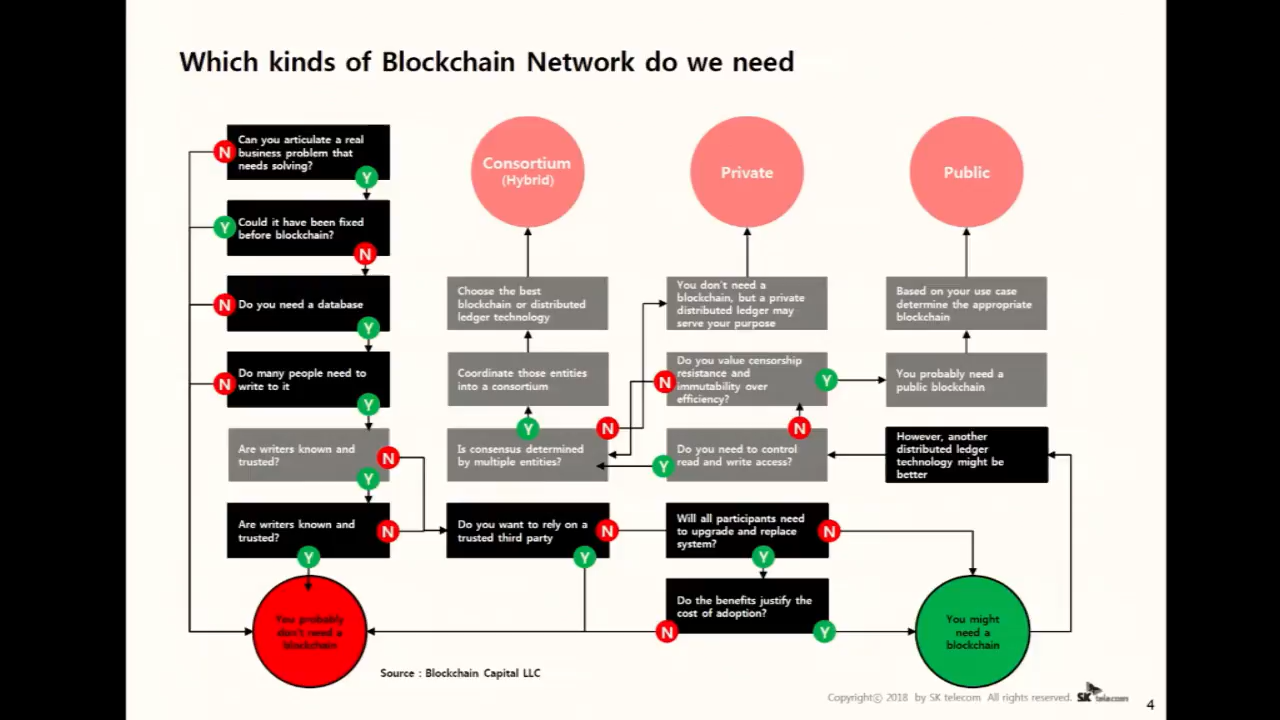 Which kinds of Blockchain Network do we need
N
Can you articulate a real
business problem that
needs solving?
Y
Y
Could it have been fixed
before blockchain?
N
N
Do you need a database
Y
N
Do many people need to
write to it
Y
Are writers known and
trusted?
N
Y
Are writers known and
trusted?
N
Y
You probably
don't need a
blockchain
Consortium
(Hybrid)
Choose the best
blockchain or distributed
ledger technology
Coordinate those entities
into a consortium
Y
N
Is consensus determined
by multiple entities?
Do you want to rely on a
trusted third party
N
Y
Private
You don't need a
blockchain, but a private
distributed ledger may
serve your purpose
N
Do you value censorship
resistance and
immutability over
efficiency?
Y
N
Do you need to control
read and write access?
Y
Will all participants need
to upgrade and replace
system?
N
Y
Do the benefits justify the
cost of adoption?
N
Y
Public
Based on your use case
determine the appropriate
blockchain
You probably need a
public blockchain
However, another
distributed ledger
technology might be
better
You might
need a
blockchain
Source : Blockchain Capital LLC
Copyrightⓒ 2018 by SK telecom All rights reserved.
SK telecom
4